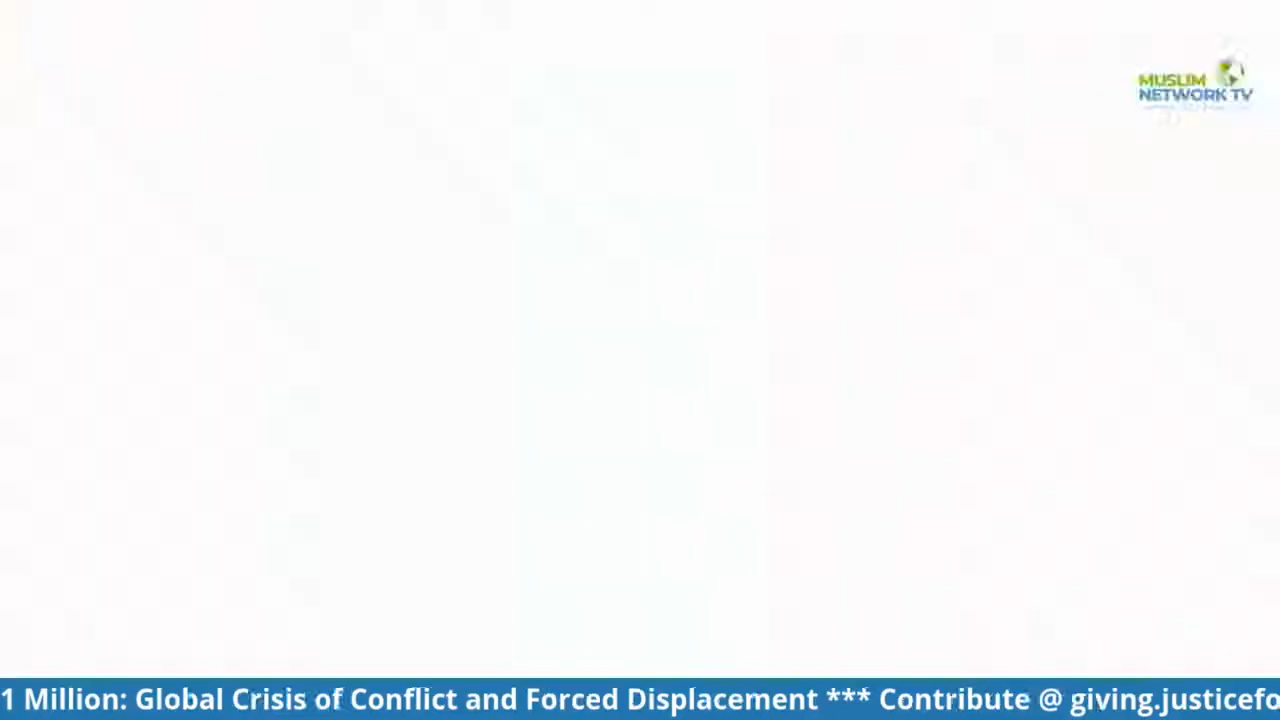 MUSLIM
NETWORK TV
1 Million: Global Crisis of Conflict and Forced Displacement *** Contribute @ giving.justicefo